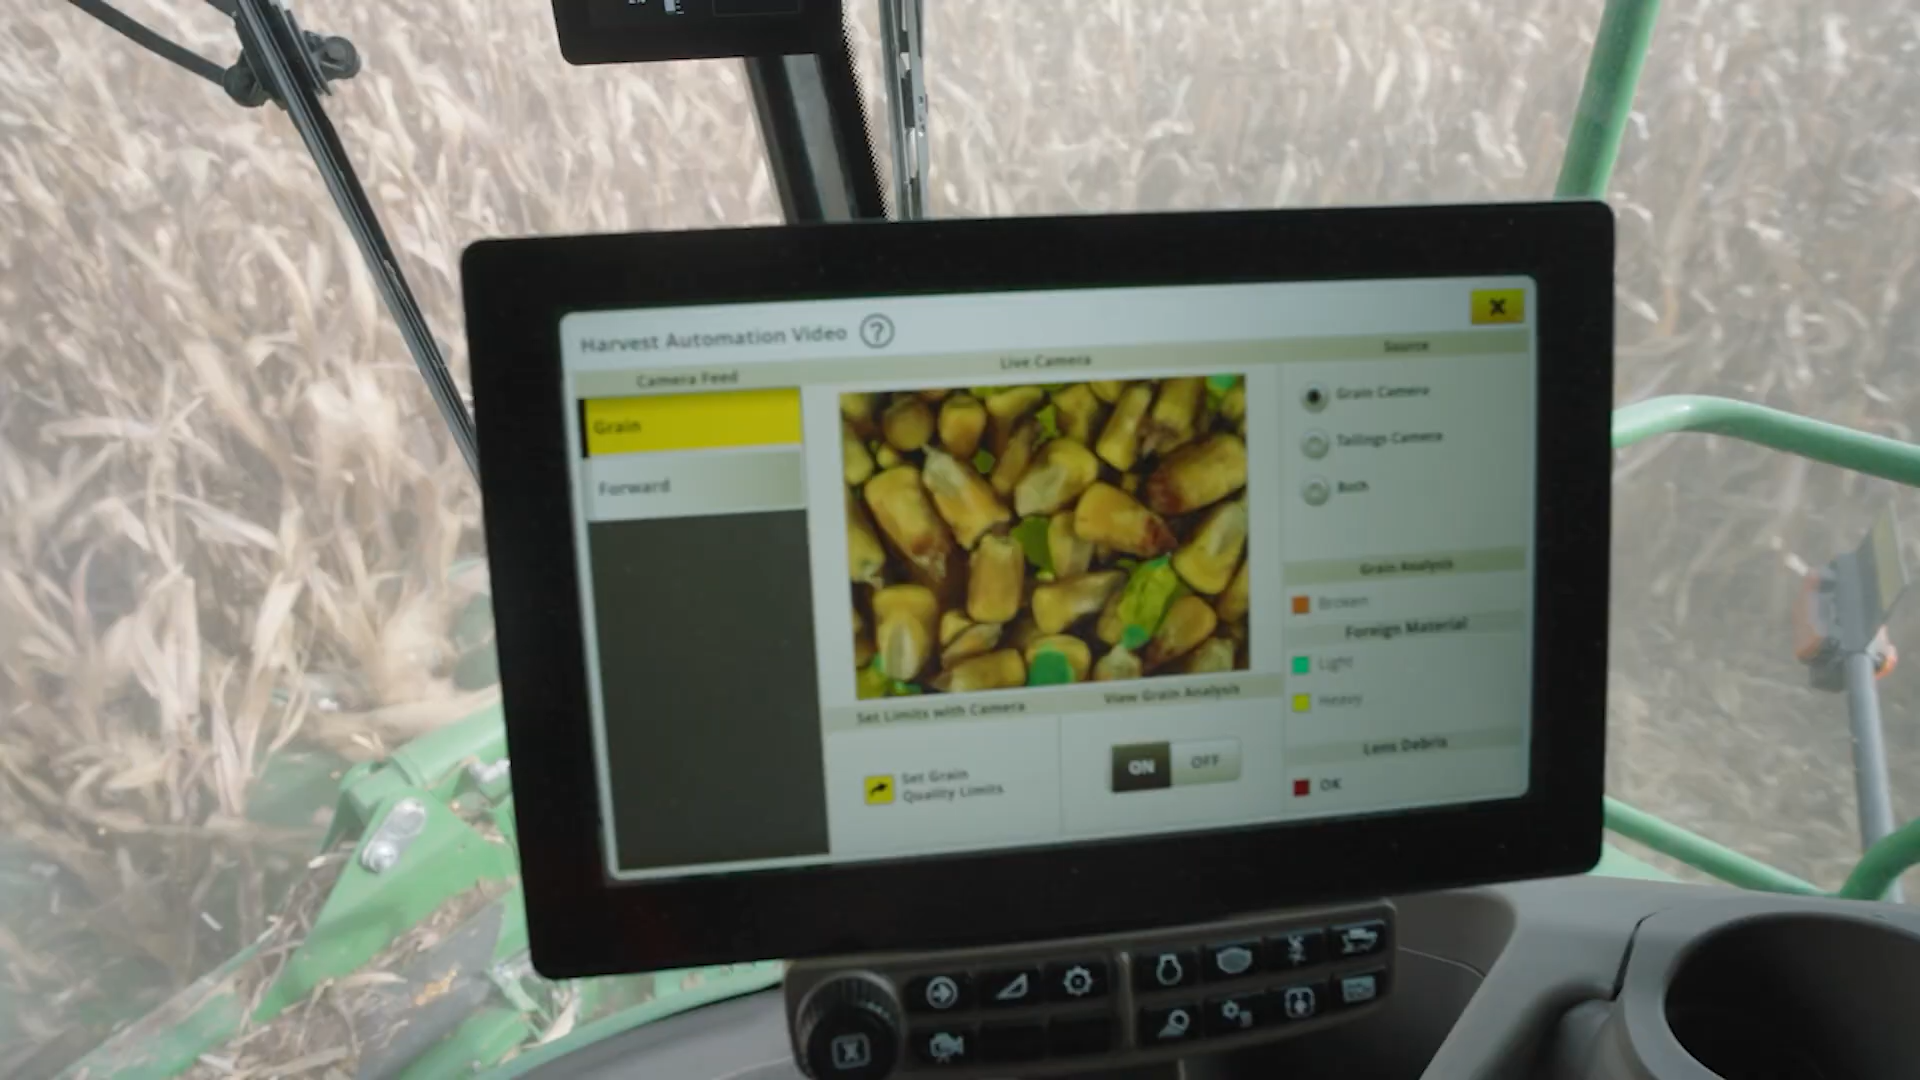 Harvest Automation Video ?
Camera Feed
Live Camera
Source
Grain
Forward
Grain Camera
Tailings Camera
Both
Grain Analysis
Broken
Foreign Material
Light
Heavy
Lens Debris
OK
Set Limits with Camera
View Grain Analysis
Set Grain
Quality Limits
ON OFF